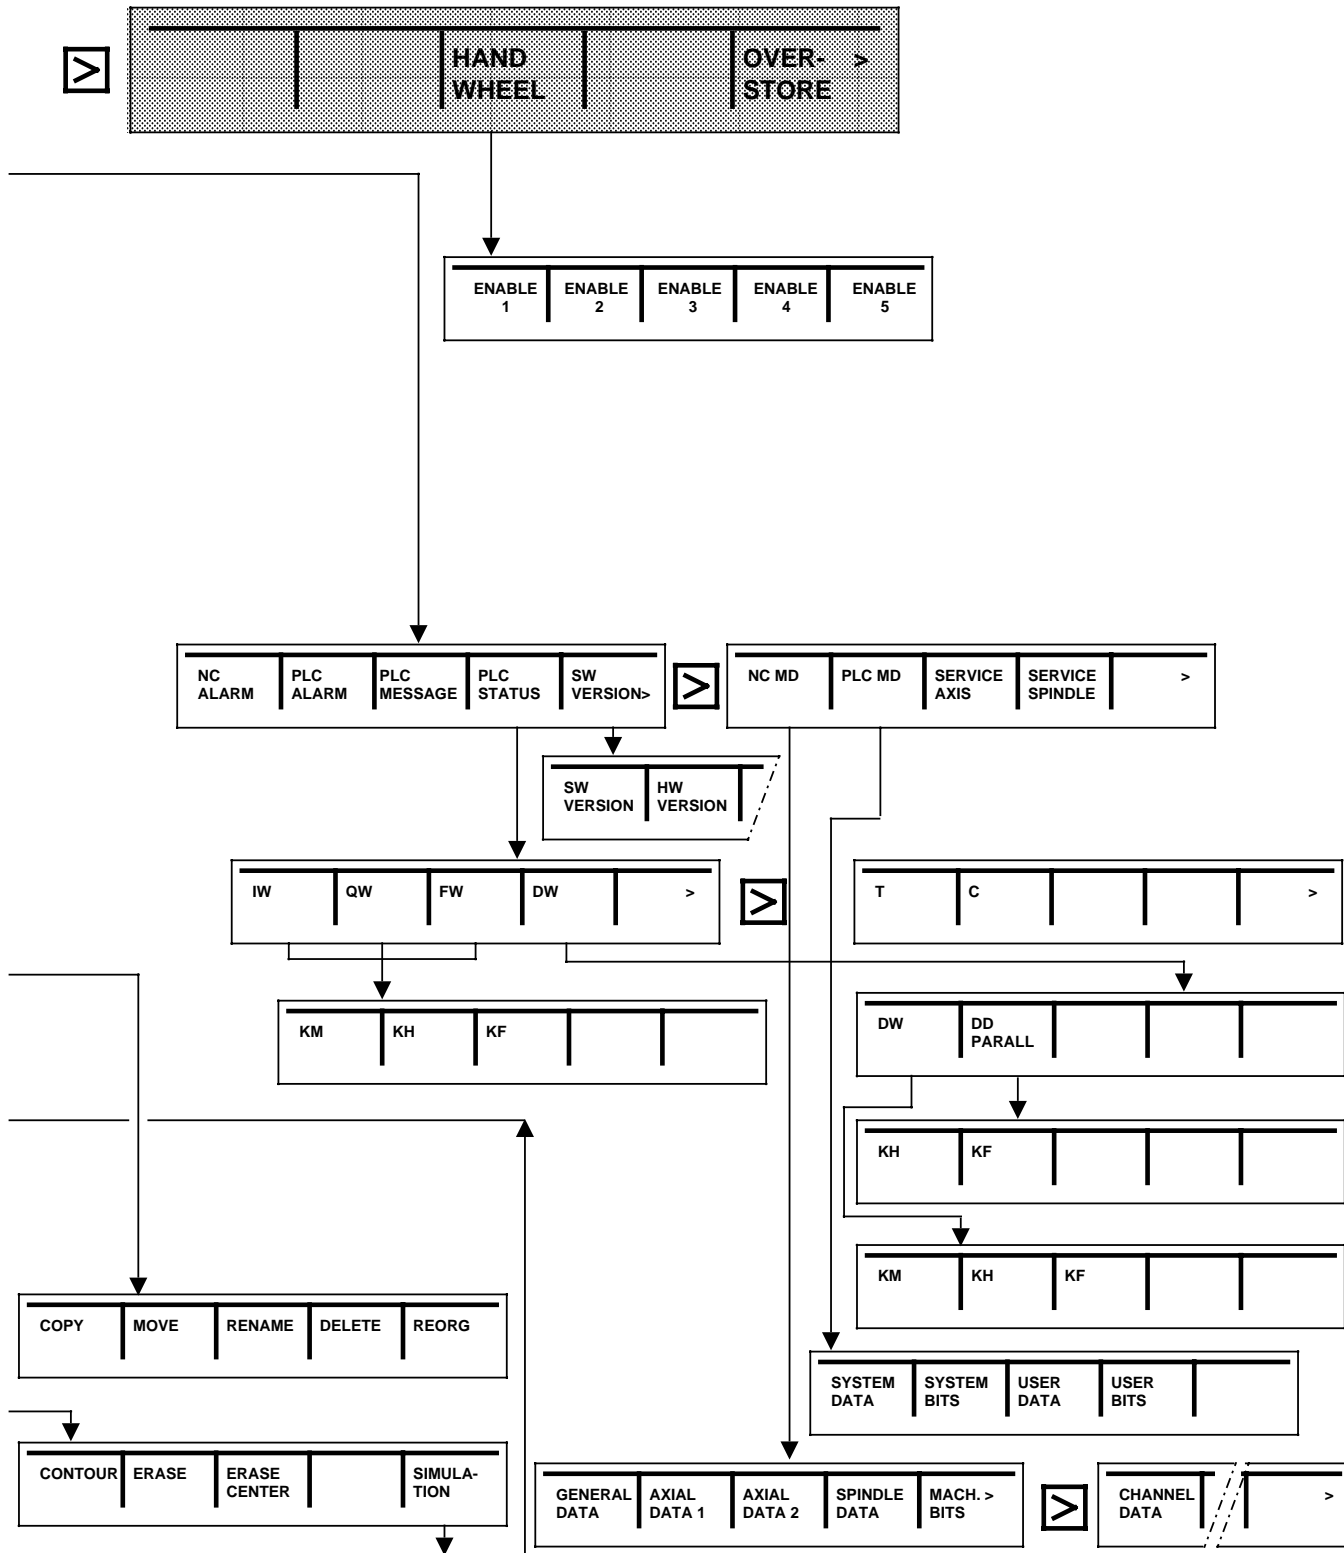 >
HAND WHEEL
OVER- STORE >
ENABLE 1
ENABLE 2
ENABLE 3
ENABLE 4
ENABLE 5
NC ALARM
PLC ALARM
PLC MESSAGE
PLC STATUS
SW VERSION>
>
NC MD
PLC MD
SERVICE AXIS
SERVICE SPINDLE
>
SW VERSION
HW VERSION
IW
QW
FW
DW
>
>
T
C
>
KM
KH
KF
DW
DD PARALL
KH
KF
KM
KH
KF
COPY
MOVE
RENAME
DELETE
REORG
SYSTEM DATA
SYSTEM BITS
USER DATA
USER BITS
CONTOUR
ERASE
ERASE CENTER
SIMULA- TION
GENERAL DATA
AXIAL DATA 1
AXIAL DATA 2
SPINDLE DATA
MACH. > BITS
>
CHANNEL DATA
>